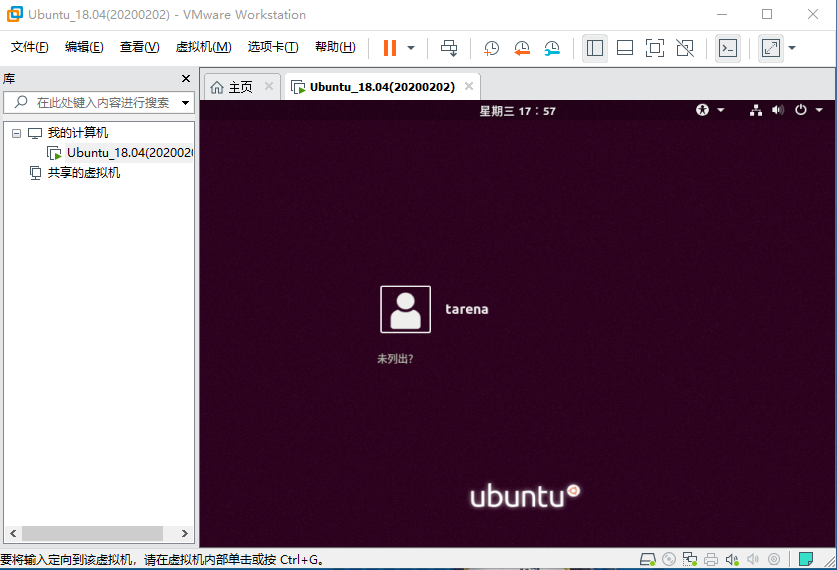 Ubuntu_18.04(20200202) - VMware Workstation
文件(F) 编辑(E) 查看(V) 虚拟机(M) 选项卡(T) 帮助(H)
库
主页 Ubuntu_18.04(20200202)
在此处键入内容进行搜索
星期三 17：57
我的计算机
Ubuntu_18.04(202002
共享的虚拟机
tarena
未列出?
ubuntu
要将输入定向到该虚拟机，请在虚拟机内部单击或按 Ctrl+G。